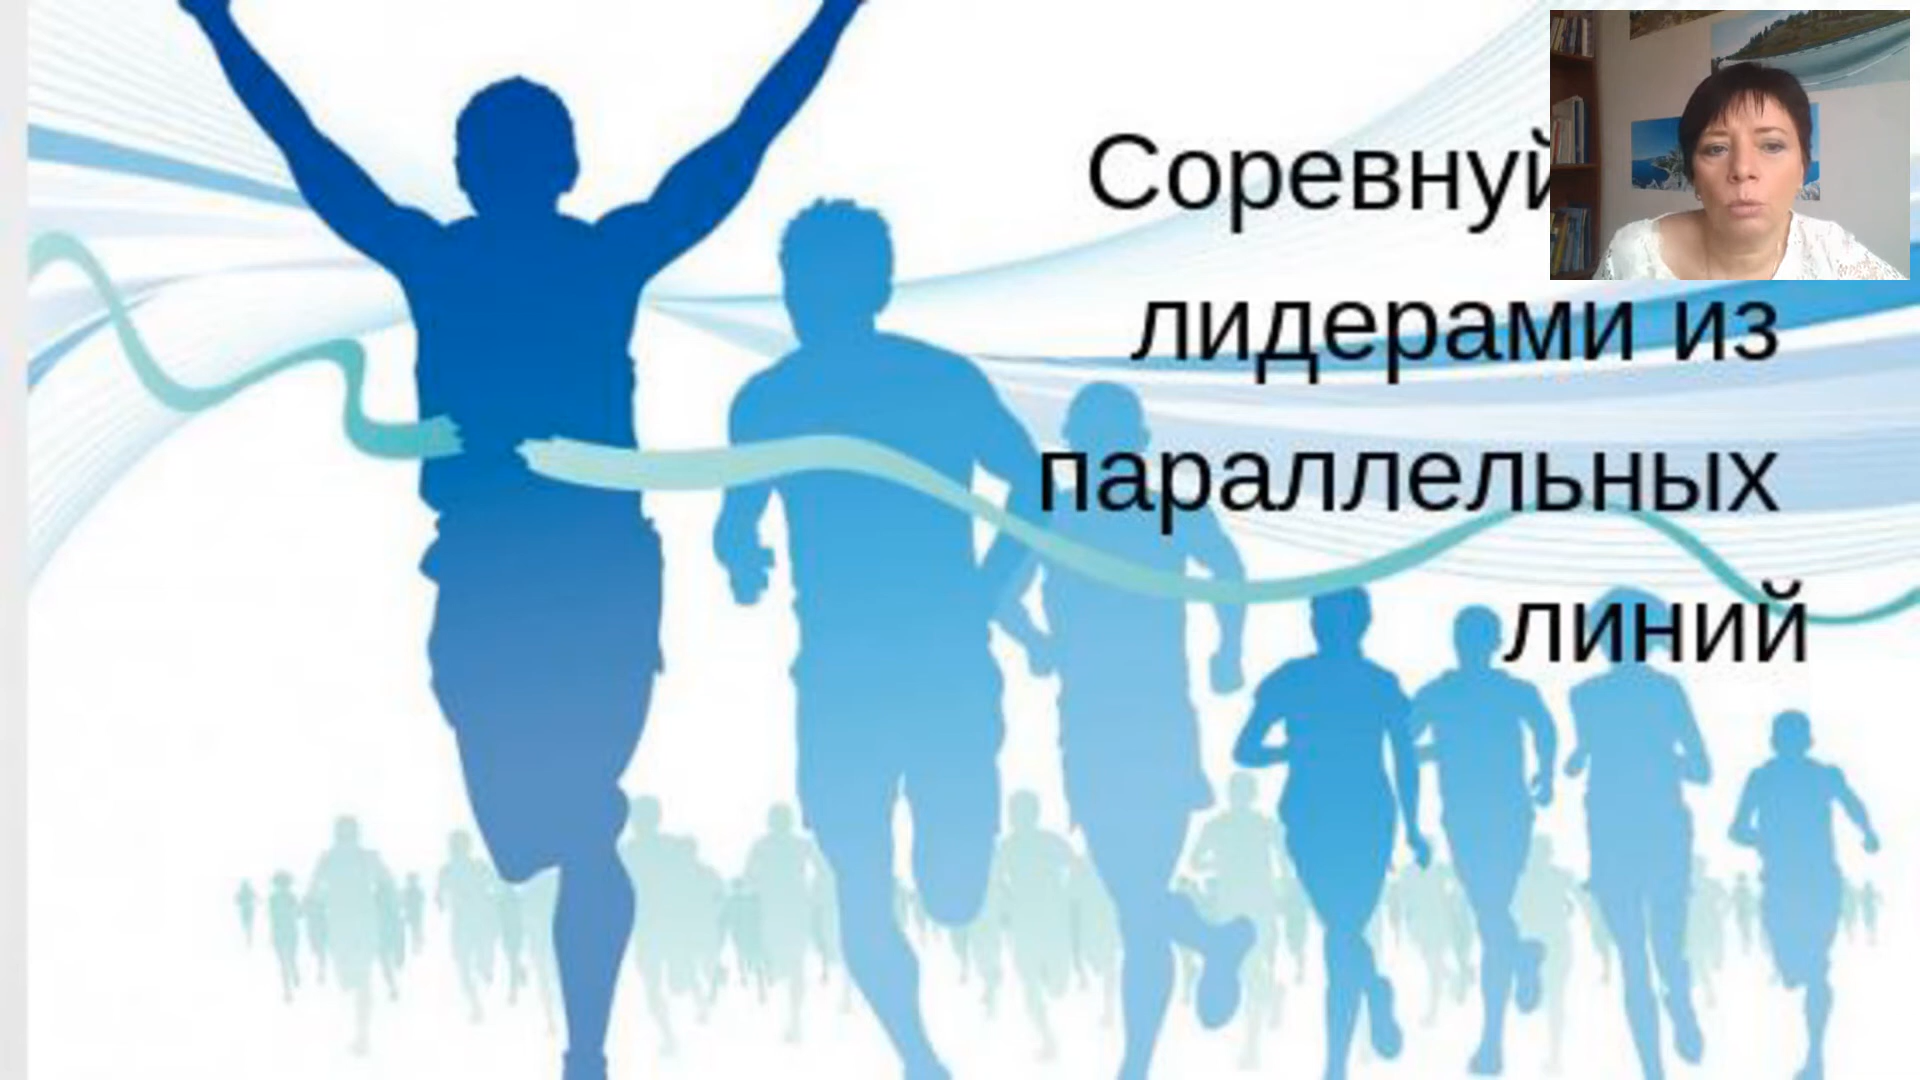 Соревнуй
лидерами из
параллельных
линий